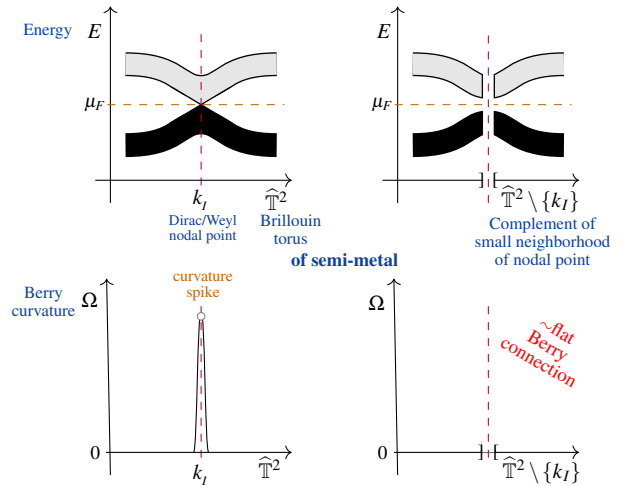 Energy
E
E
μ_F
μ_F
k_I
𝕋̂²
] [
𝕋̂² \ {k_I}
Dirac/Weyl
nodal point
Brillouin
torus
Complement of
small neighborhood
of nodal point
of semi-metal
Berry
curvature
Ω
curvature
spike
Ω
~flat
Berry
connection
0
0
k_I
𝕋̂²
] [
𝕋̂² \ {k_I}